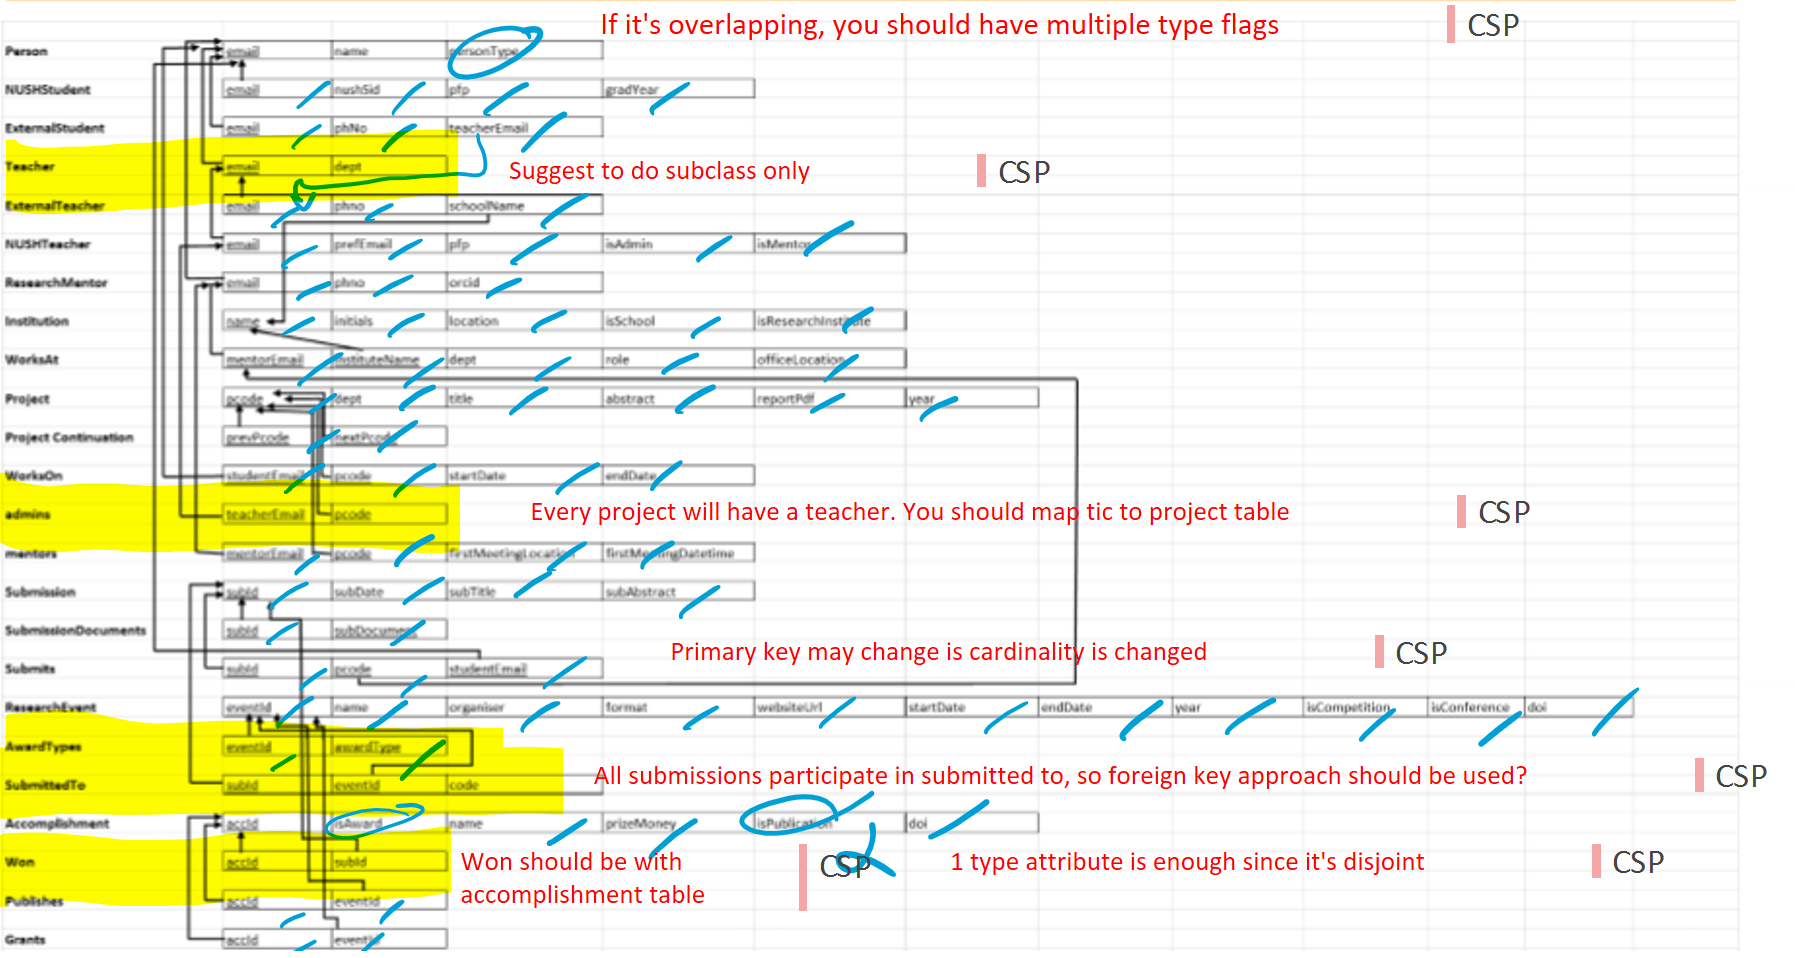 If it's overlapping, you should have multiple type flags CSP
Person email name personType
NUSHStudent email nushSid pfp gradYear
ExternalStudent email phNo teacherEmail
Teacher email dept Suggest to do subclass only CSP
ExternalTeacher email phno schoolName
NUSHTeacher email prefEmail pfp isAdmin isMentor
ResearchMentor email phno orcid
Institution name initials location isSchool isResearchInstitute
WorksAt mentorEmail instituteName dept role officeLocation
Project pcode dept title abstract reportPdf year
Project Continuation prevPcode nextPcode
WorksOn studentEmail pcode startDate endDate
admins teacherEmail pcode Every project will have a teacher. You should map tic to project table CSP
mentors mentorEmail pcode firstMeetingLocation firstMeetingDatetime
Submission subId subDate subTitle subAbstract
SubmissionDocuments subId subDocument
Primary key may change is cardinality is changed CSP
Submits subId pcode studentEmail
ResearchEvent eventId name organiser format websiteUrl startDate endDate year isCompetition isConference doi
AwardTypes eventId awardType
SubmittedTo subId eventId code All submissions participate in submitted to, so foreign key approach should be used? CSP
Accomplishment accId isAward name prizeMoney isPublication doi
Won accId subId Won should be with CSP 1 type attribute is enough since it's disjoint CSP
accomplishment table
Publishes accId eventId
Grants accId eventId